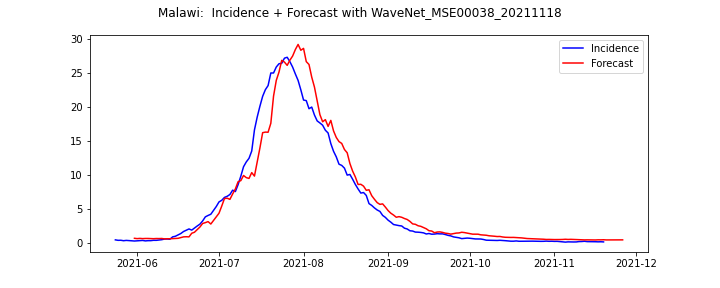 Malawi:  Incidence + Forecast with WaveNet_MSE00038_20211118
Incidence
Forecast
30
25
20
15
10
5
0
2021-06 2021-07 2021-08 2021-09 2021-10 2021-11 2021-12